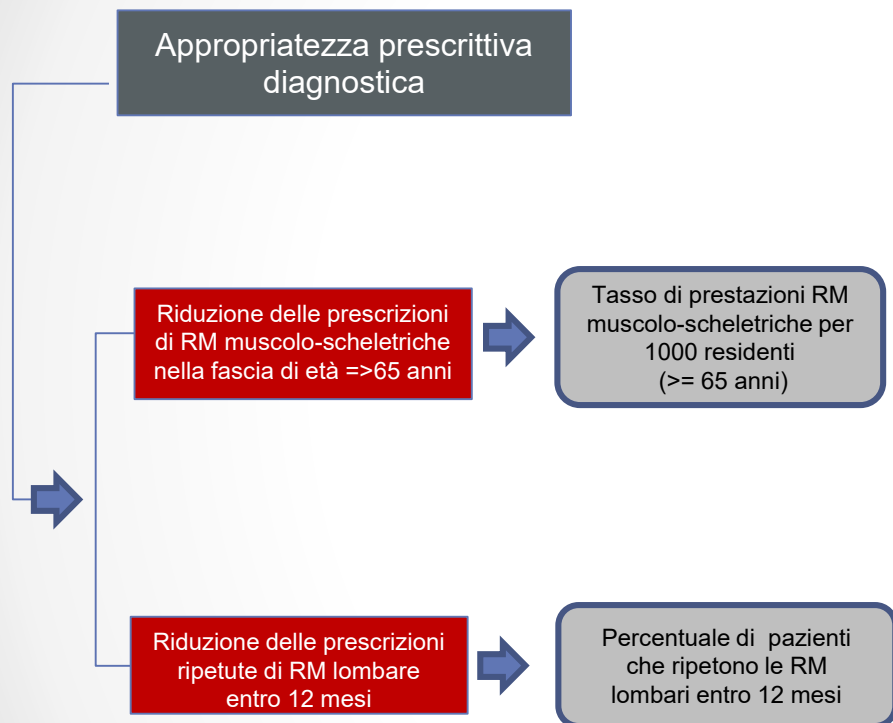 Appropriatezza prescrittiva
diagnostica
Riduzione delle prescrizioni
di RM muscolo-scheletriche
nella fascia di età =>65 anni
Tasso di prestazioni RM
muscolo-scheletriche per
1000 residenti
(>= 65 anni)
Riduzione delle prescrizioni
ripetute di RM lombare
entro 12 mesi
Percentuale di pazienti
che ripetono le RM
lombari entro 12 mesi